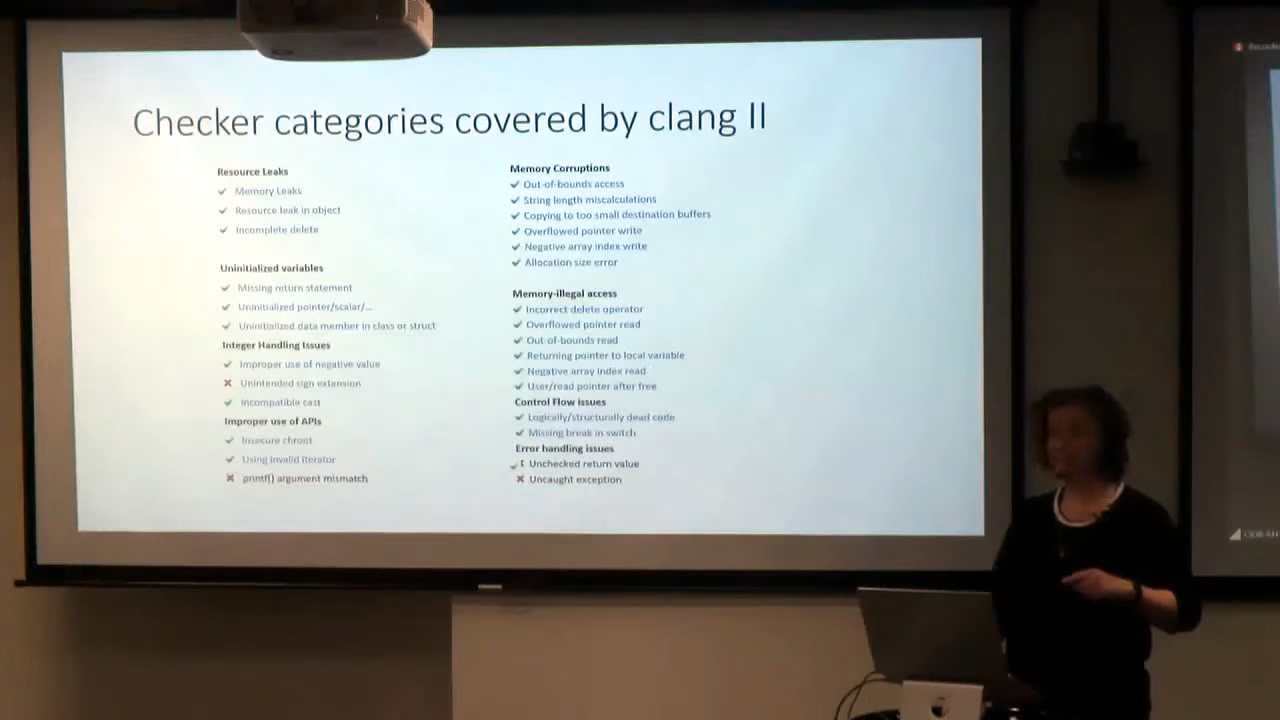 Checker categories covered by clang II
Resource Leaks
✓ Memory Leaks
✓ Resource leak in object
✓ Incomplete delete
Uninitialized variables
✓ Missing return statement
✓ Uninitialized pointer/scalar/...
✓ Uninitialized data member in class or struct
Integer Handling Issues
✓ Improper use of negative value
✗ Unintended sign extension
✓ Incompatible cast
Improper use of APIs
✓ Insecure chroot
✓ Using invalid iterator
✗ printf() argument mismatch
Memory Corruptions
✓ Out-of-bounds access
✓ String length miscalculations
✓ Copying to too small destination buffers
✓ Overflowed pointer write
✓ Negative array index write
✓ Allocation size error
Memory-illegal access
✓ Incorrect delete operator
✓ Overflowed pointer read
✓ Out-of-bounds read
✓ Returning pointer to local variable
✓ Negative array index read
✓ User/read pointer after free
Control Flow issues
✓ Logically/structurally dead code
✓ Missing break in switch
Error handling issues
✓ Unchecked return value
✗ Uncaught exception